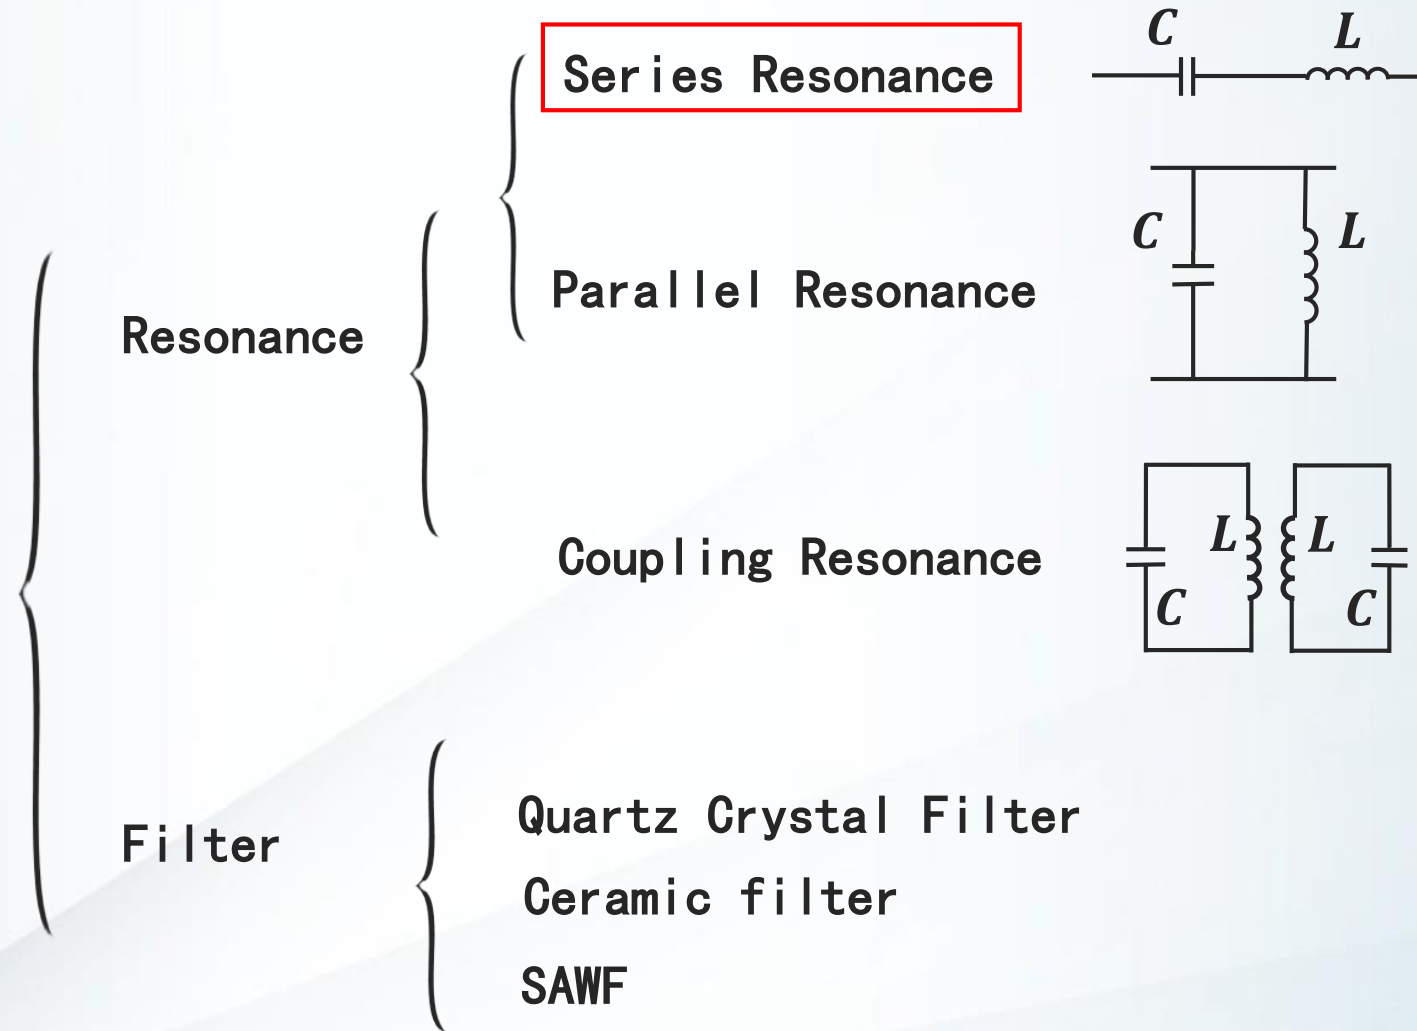 Series Resonance
C L
Parallel Resonance
C L
Resonance
Coupling Resonance
L L
C C
Filter
Quartz Crystal Filter
Ceramic filter
SAWF